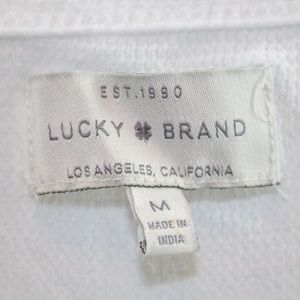 EST.1990
LUCKY BRAND
LOS ANGELES, CALIFORNIA
M
MADE IN
INDIA